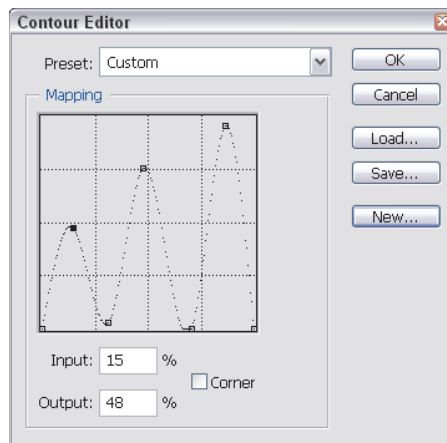 Contour Editor
Preset: Custom
OK
Mapping
Cancel
Load...
Save...
New...
Input: 15 %
Corner
Output: 48 %